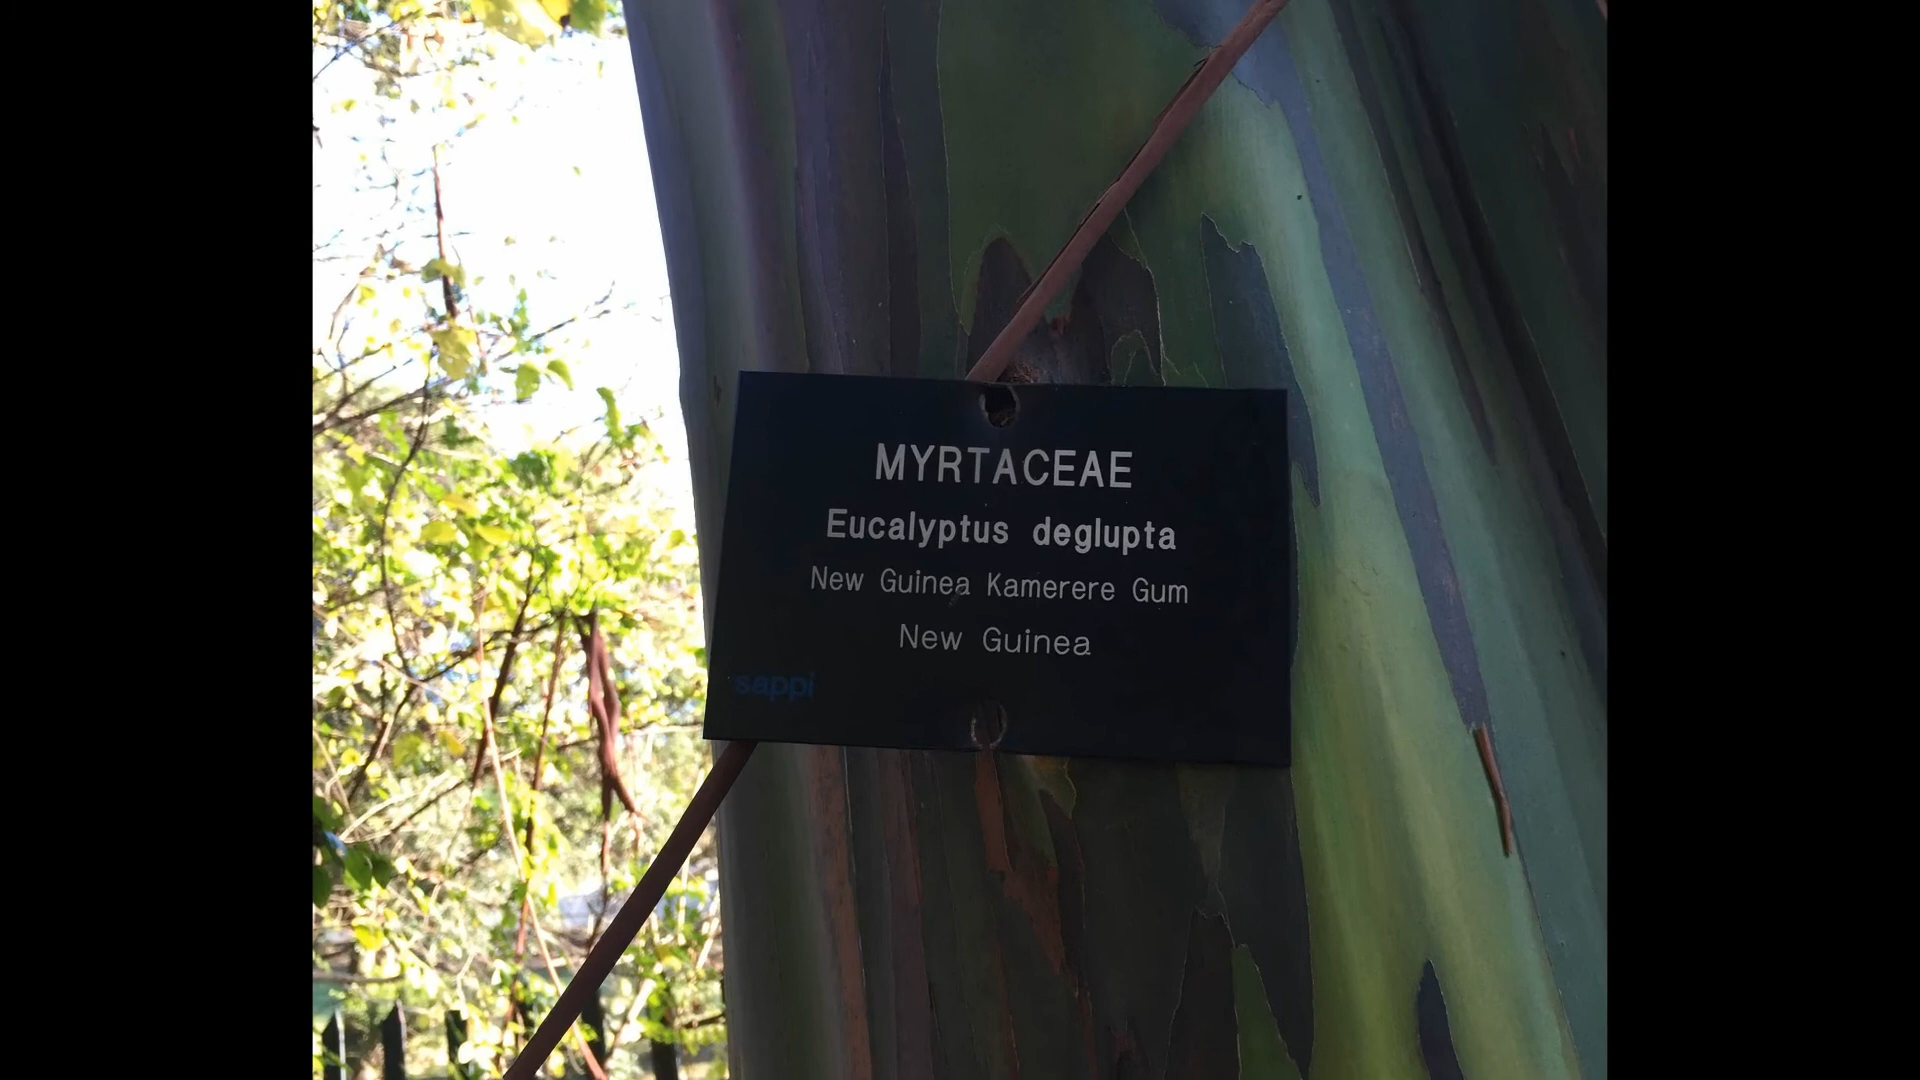 MYRTACEAE
Eucalyptus deglupta
New Guinea Kamerere Gum
New Guinea
sappi